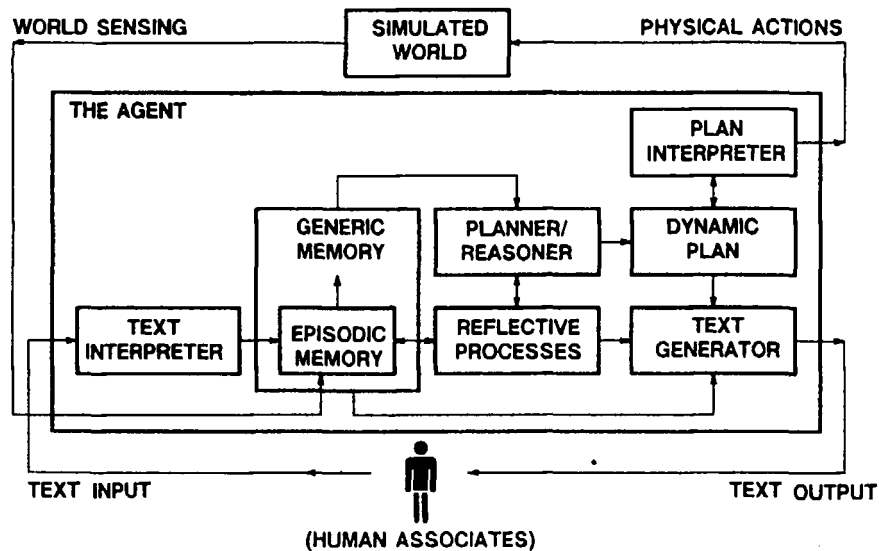 WORLD SENSING
SIMULATED
WORLD
PHYSICAL ACTIONS
THE AGENT
PLAN
INTERPRETER
GENERIC
MEMORY
PLANNER/
REASONER
DYNAMIC
PLAN
TEXT
INTERPRETER
EPISODIC
MEMORY
REFLECTIVE
PROCESSES
TEXT
GENERATOR
TEXT INPUT
TEXT OUTPUT
(HUMAN ASSOCIATES)